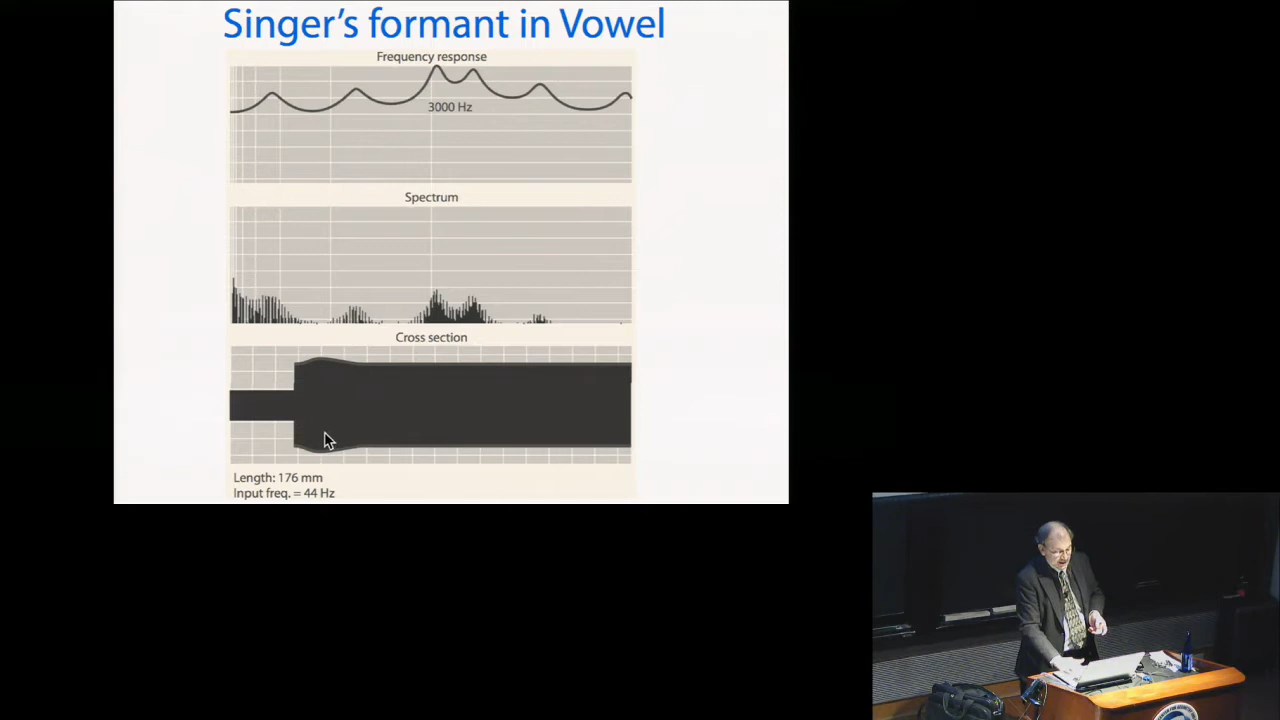 Singer’s formant in Vowel
Frequency response
3000 Hz
Spectrum
Cross section
Length: 176 mm
Input freq. = 44 Hz